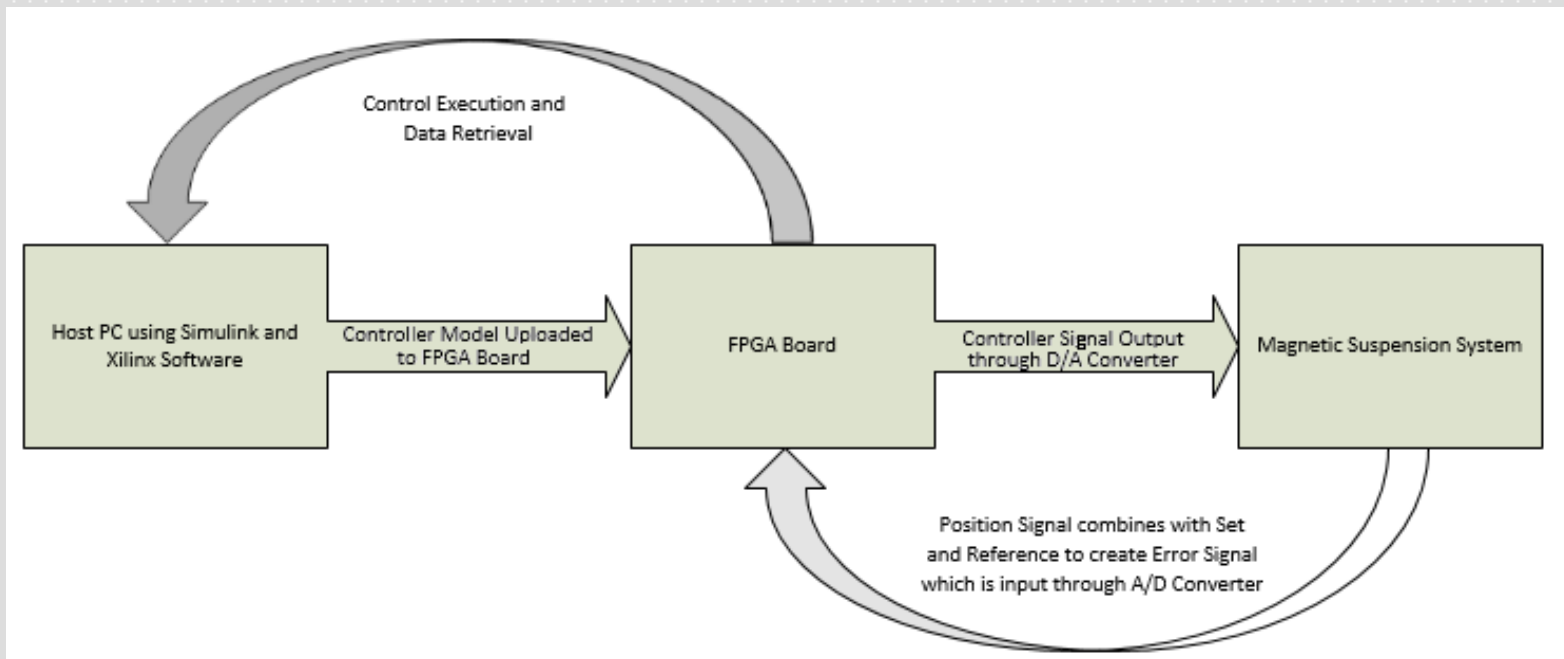 Control Execution and
Data Retrieval
Host PC using Simulink and
Xilinx Software
Controller Model Uploaded
to FPGA Board
FPGA Board
Controller Signal Output
through D/A Converter
Magnetic Suspension System
Position Signal combines with Set
and Reference to create Error Signal
which is input through A/D Converter